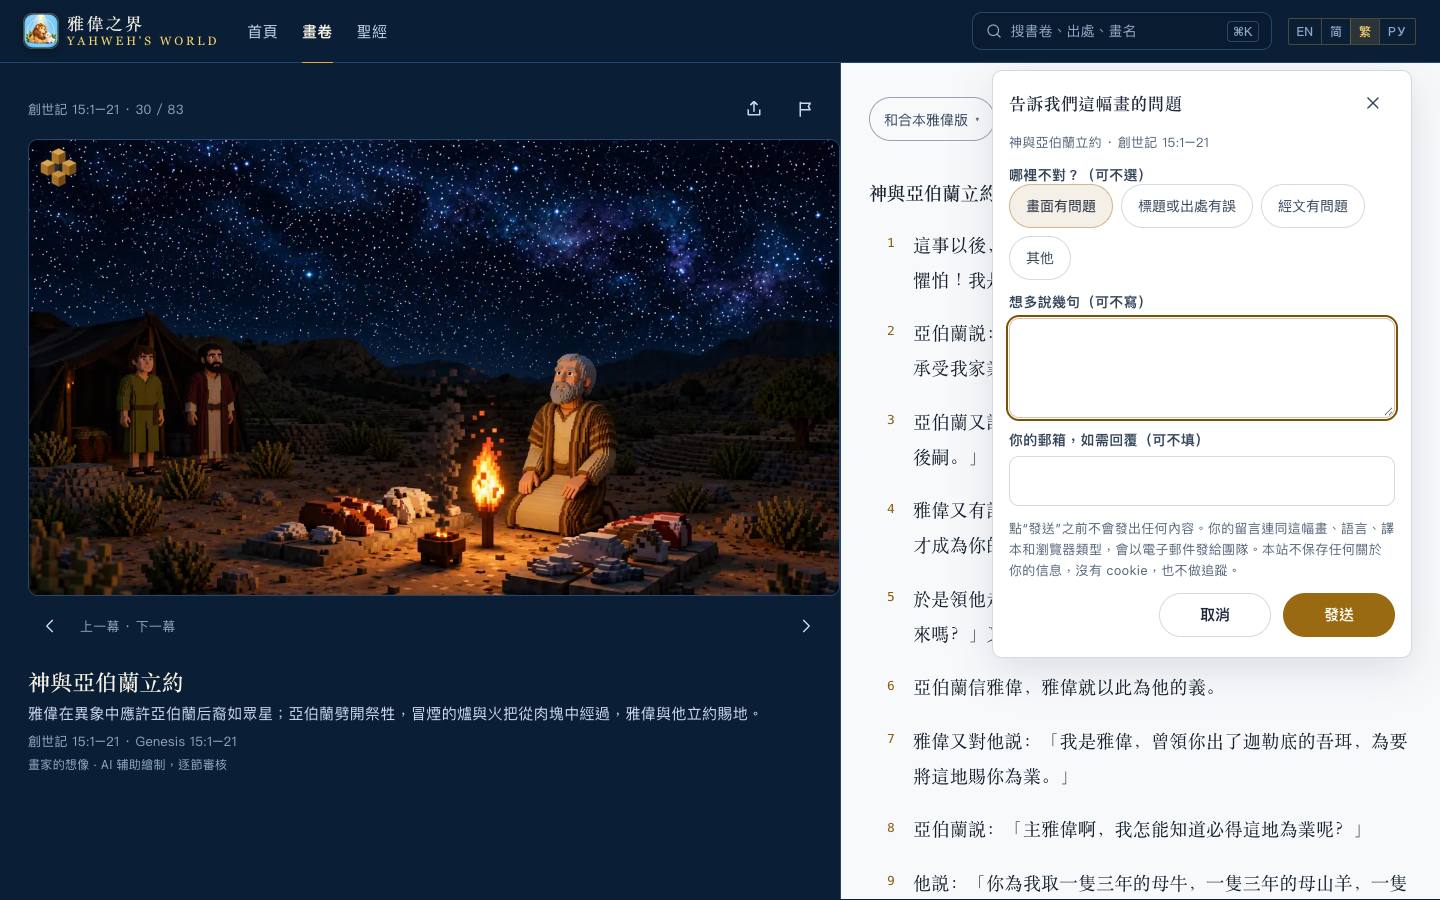 雅偉之界
YAHWEH'S WORLD
首頁
畫卷
聖經
搜書卷、出處、畫名
⌘K
EN
简
繁
РУ
創世記 15:1–21 · 30 / 83
上一幕 · 下一幕
神與亞伯蘭立約
雅偉在異象中應許亞伯蘭后裔如眾星；亞伯蘭劈開祭牲，冒煙的爐與火把從肉塊中經過，雅偉與他立約賜地。
創世記 15:1–21 · Genesis 15:1–21
畫家的想像 · AI 辅助繪制，逐節審核
和合本雅偉版
神與亞伯蘭立約
1 這事以後、
懼怕！我是
2 亞伯蘭説：
承受我家
3 亞伯蘭又
後嗣。」
4 雅偉又有
才成為你
5 於是領他
來嗎？」
6 亞伯蘭信雅偉，雅偉就以此為他的義。
7 雅偉又對他説：「我是雅偉，曾領你出了迦勒底的吾珥，為要
將這地賜你為業。」
8 亞伯蘭説：「主雅偉啊，我怎能知道必得這地為業呢？」
9 他説：「你為我取一隻三年的母牛，一隻三年的母山羊，一隻
告訴我們這幅畫的問題
神與亞伯蘭立約 · 創世記 15:1–21
哪裡不對？（可不選）
畫面有問題
標題或出處有誤
經文有問題
其他
想多說幾句（可不寫）
你的郵箱，如需回覆（可不填）
點“發送”之前不會發出任何內容。你的留言連同這幅畫、語言、譯
本和瀏覽器類型，會以電子郵件發給團隊。本站不保存任何關於
你的信息，沒有 cookie，也不做追蹤。
取消
發送